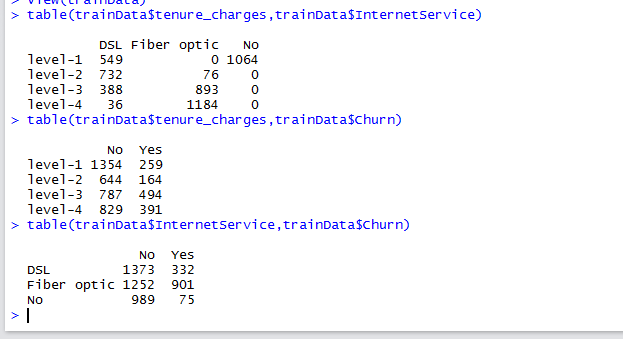 > View(trainData)
> table(trainData$tenure_charges,trainData$InternetService)
DSL Fiber optic No
level-1 549 0 1064
level-2 732 76 0
level-3 388 893 0
level-4 36 1184 0
> table(trainData$tenure_charges,trainData$Churn)
No Yes
level-1 1354 259
level-2 644 164
level-3 787 494
level-4 829 391
> table(trainData$InternetService,trainData$Churn)
No Yes
DSL 1373 332
Fiber optic 1252 901
No 989 75
>